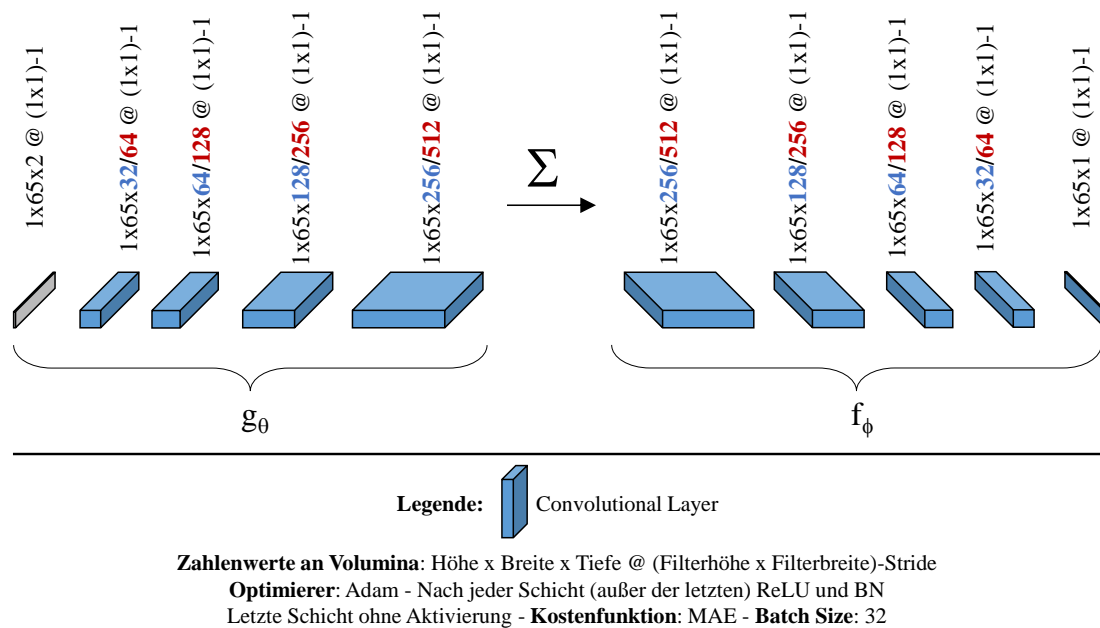 1x65x2 @ (1x1)-1
1x65x32/64 @ (1x1)-1
1x65x64/128 @ (1x1)-1
1x65x128/256 @ (1x1)-1
1x65x256/512 @ (1x1)-1
Σ
1x65x256/512 @ (1x1)-1
1x65x128/256 @ (1x1)-1
1x65x64/128 @ (1x1)-1
1x65x32/64 @ (1x1)-1
1x65x1 @ (1x1)-1
gθ
fϕ
Legende: Convolutional Layer
Zahlenwerte an Volumina: Höhe x Breite x Tiefe @ (Filterhöhe x Filterbreite)-Stride
Optimierer: Adam - Nach jeder Schicht (außer der letzten) ReLU und BN
Letzte Schicht ohne Aktivierung - Kostenfunktion: MAE - Batch Size: 32